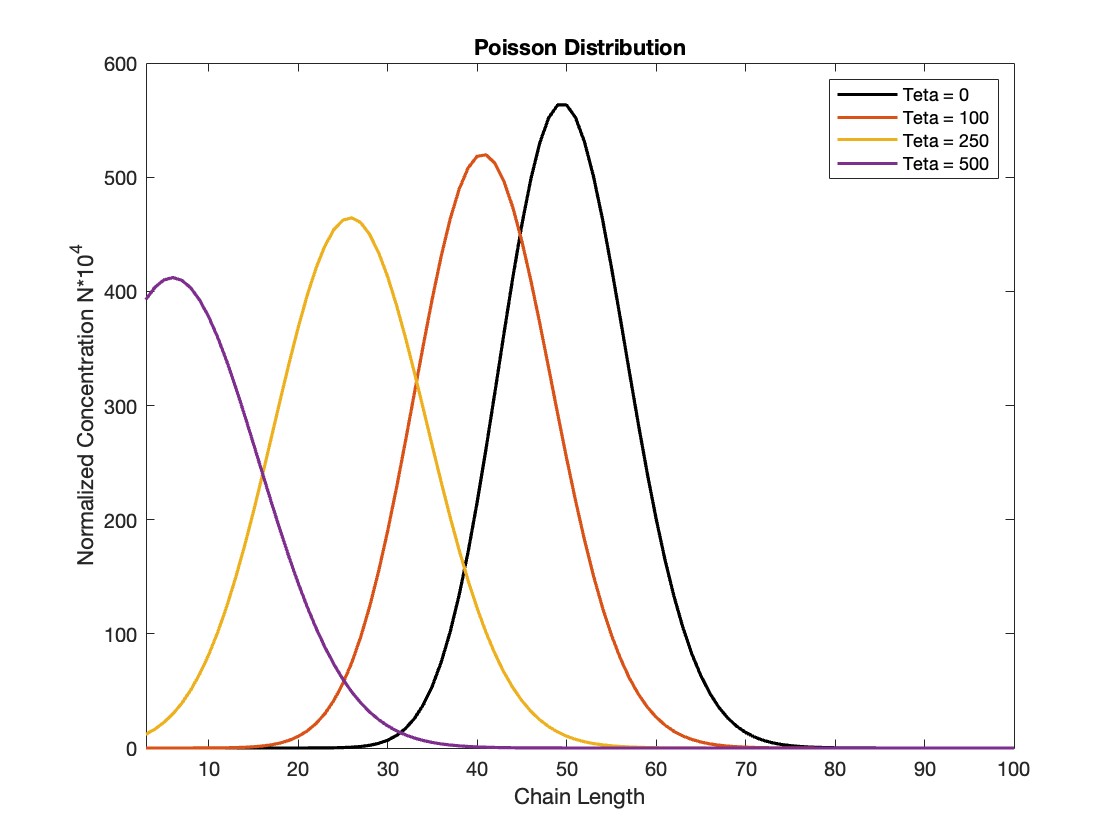 Poisson Distribution
600
500
400
300
200
100
0
Normalized Concentration N*10^4
10 20 30 40 50 60 70 80 90 100
Chain Length
Teta = 0
Teta = 100
Teta = 250
Teta = 500